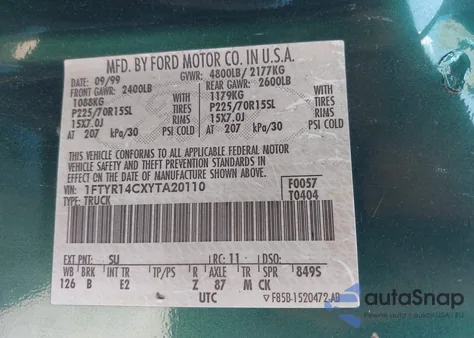 MFD. BY FORD MOTOR CO. IN U.S.A.
DATE: 09/99 GVWR: 4800LB/ 2177KG
FRONT GAWR: 2400LB REAR GAWR: 2600LB
1088KG WITH 1179KG WITH
P225/70R15SL TIRES P225/70R15SL TIRES
15X7.0J RIMS 15X7.0J RIMS
AT 207 kPa/30 PSI COLD AT 207 kPa/30 PSI COLD
THIS VEHICLE CONFORMS TO ALL APPLICABLE FEDERAL MOTOR
VEHICLE SAFETY AND THEFT PREVENTION STANDARDS IN
EFFECT ON THE DATE OF MANUFACTURE SHOWN ABOVE.
VIN: 1FTYR14CXYTA20110 F0057
TYPE: TRUCK T0404
EXT PNT: SU RC: 11 DSO:
WB BRK INT TR TP/PS R AXLE TR SPR 849S
126 B E2 Z 87 M CK
UTC F85B-1520472-AB
autoSnap